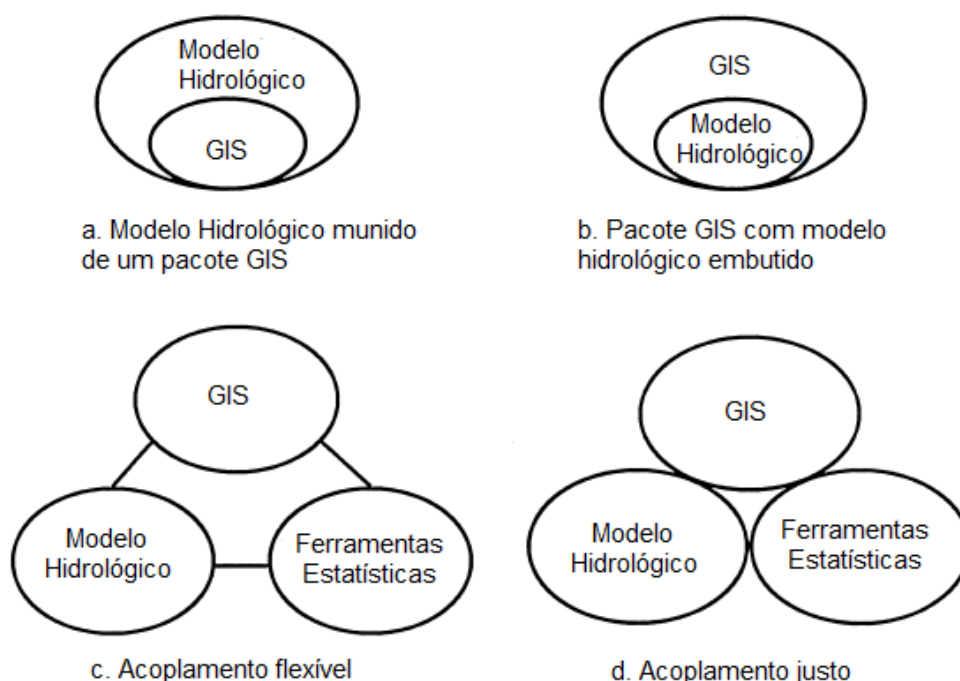 Modelo
Hidrológico
GIS
a. Modelo Hidrológico munido
de um pacote GIS
GIS
Modelo
Hidrológico
b. Pacote GIS com modelo
hidrológico embutido
GIS
Modelo
Hidrológico
Ferramentas
Estatísticas
c. Acoplamento flexível
GIS
Modelo
Hidrológico
Ferramentas
Estatísticas
d. Acoplamento justo